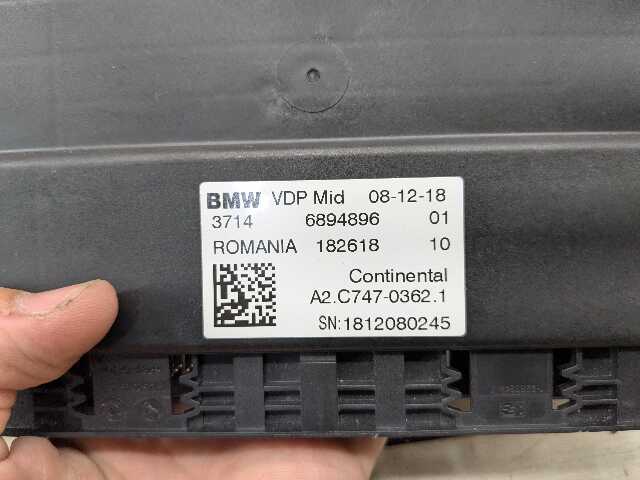 BMW VDP Mid 08-12-18
3714 6894896 01
ROMANIA 182618 10
Continental
A2.C747-0362.1
SN:1812080245